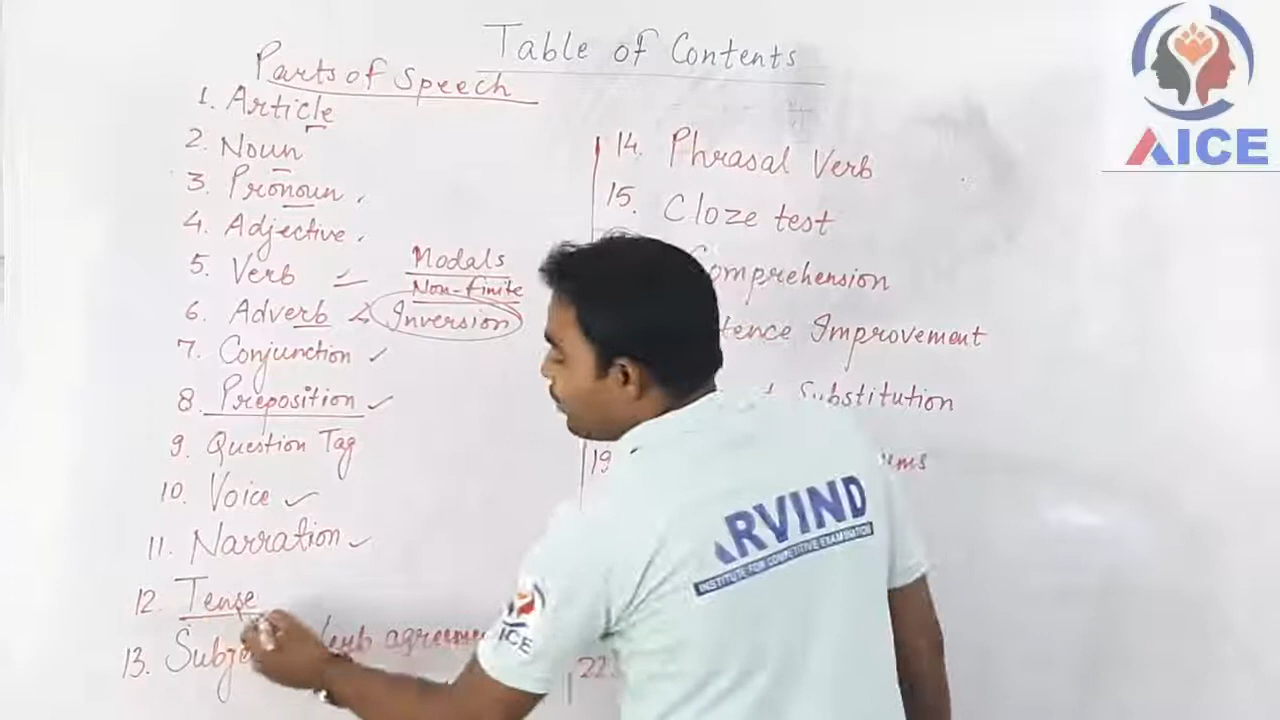 Table of Contents
Parts of Speech
1. Article
2. Noun
3. Pronoun
4. Adjective
5. Verb
Modals
Non-finite
6. Adverb
Inversion
7. Conjunction
8. Preposition
9. Question Tag
10. Voice
11. Narration
12. Tense
13. Verb
14. Phrasal Verb
15. Cloze test
Comprehension
Improvement
Substitution
19
22
AICE
ARVIND
INSTITUTE FOR COMPETITIVE EXAMINATION
AICE